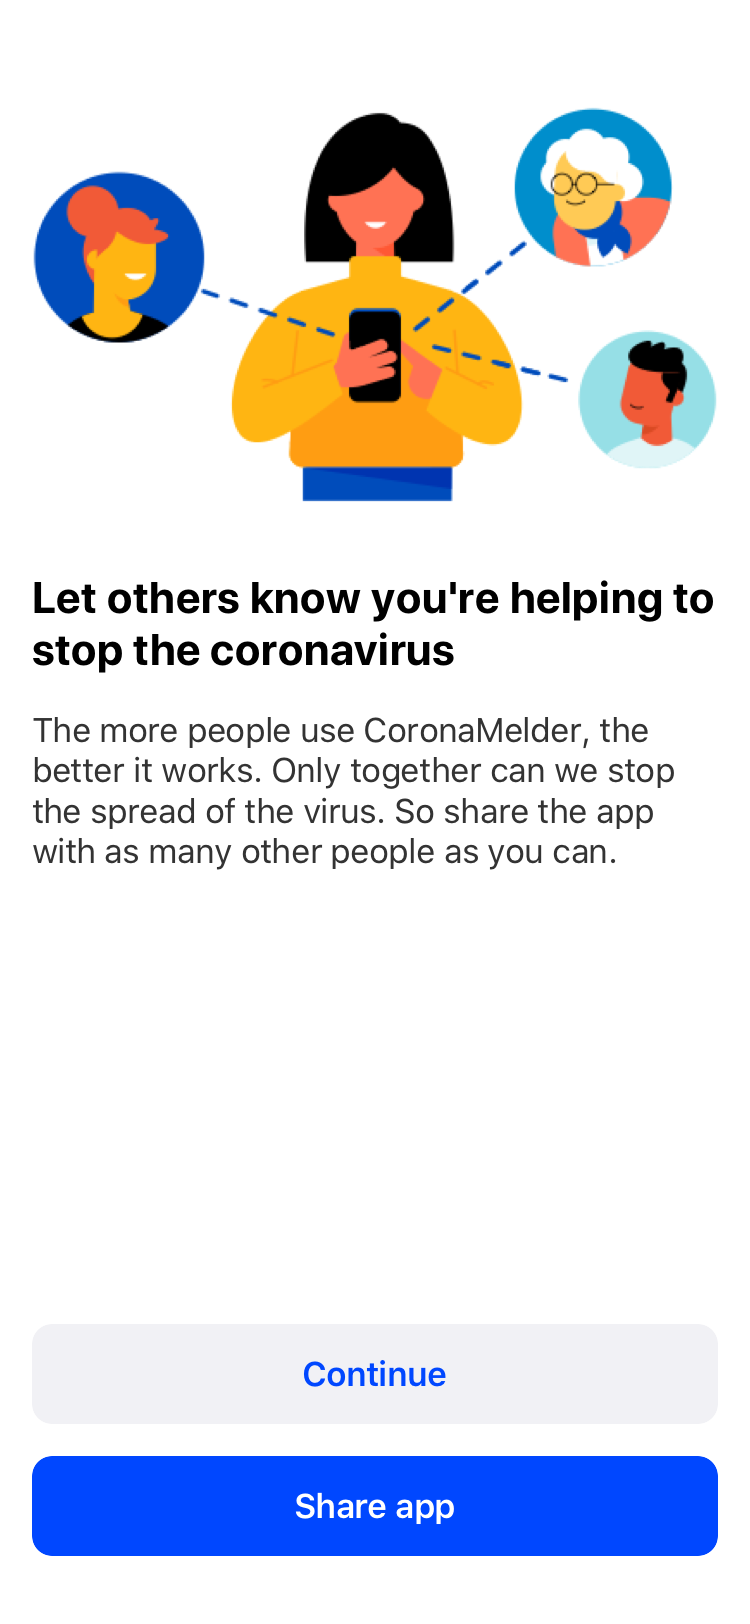 Let others know you're helping to
stop the coronavirus
The more people use CoronaMelder, the
better it works. Only together can we stop
the spread of the virus. So share the app
with as many other people as you can.
Continue
Share app